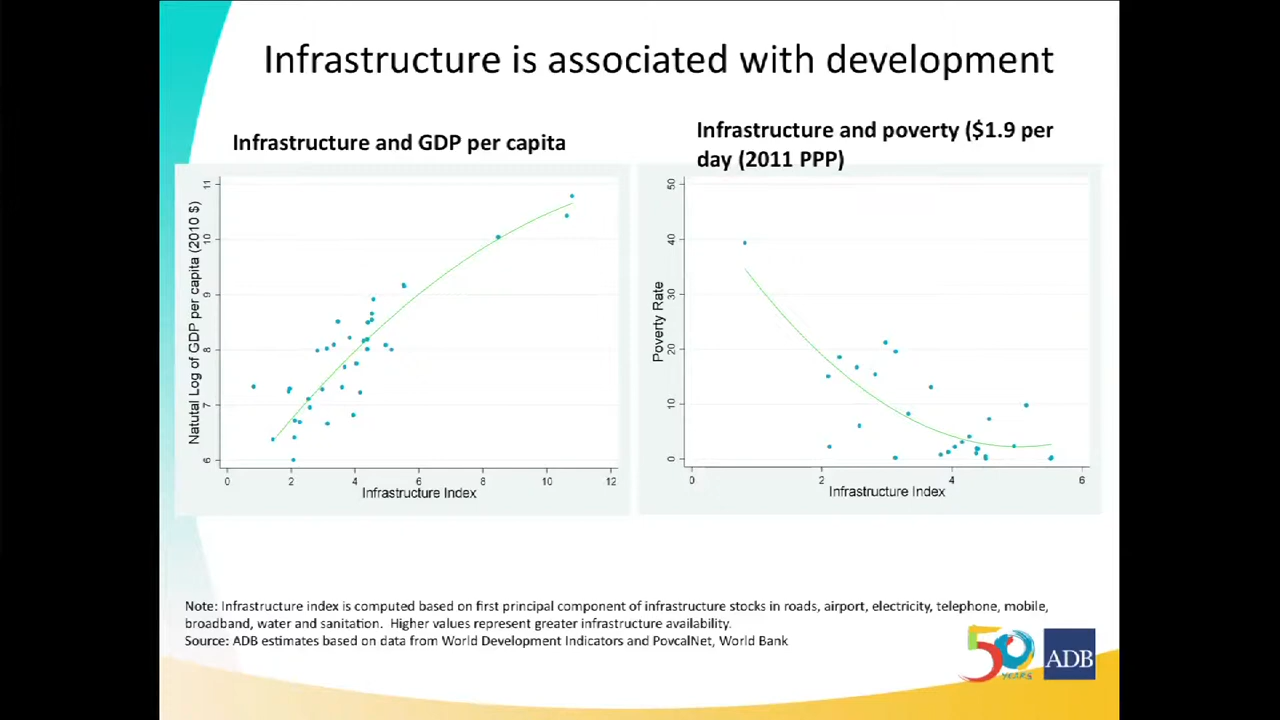 Infrastructure is associated with development
Infrastructure and GDP per capita
Infrastructure and poverty ($1.9 per
day (2011 PPP)
Natutal Log of GDP per capita (2010 $)
11
10
9
8
7
6
0 2 4 6 8 10 12
Infrastructure Index
Poverty Rate
50
40
30
20
10
0
0 2 4 6
Infrastructure Index
Note: Infrastructure index is computed based on first principal component of infrastructure stocks in roads, airport, electricity, telephone, mobile,
broadband, water and sanitation. Higher values represent greater infrastructure availability.
Source: ADB estimates based on data from World Development Indicators and PovcalNet, World Bank
50
YEARS
ADB